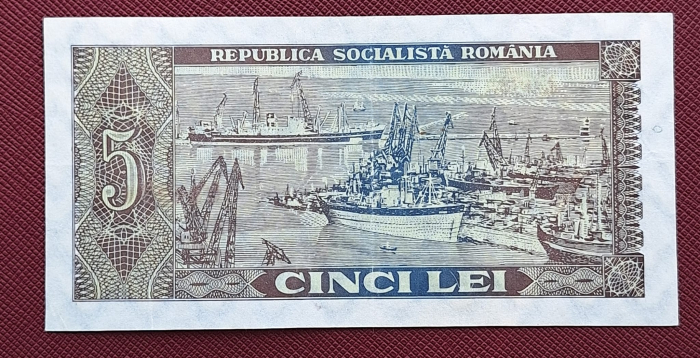 REPUBLICA SOCIALISTĂ ROMÂNIA
5
CINCI LEI